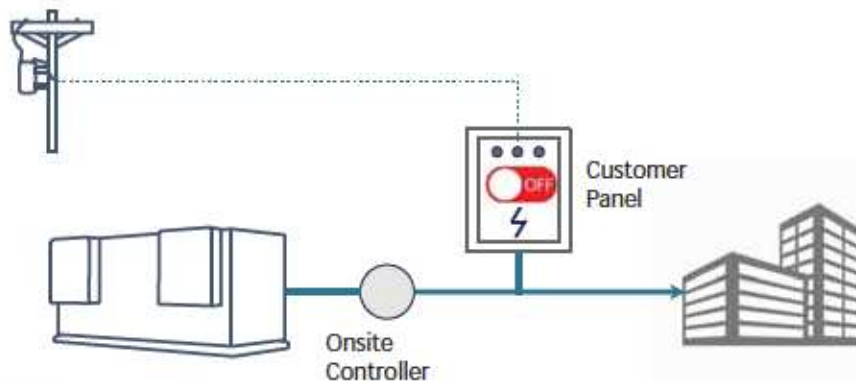 OFF
Customer
Panel
Onsite
Controller